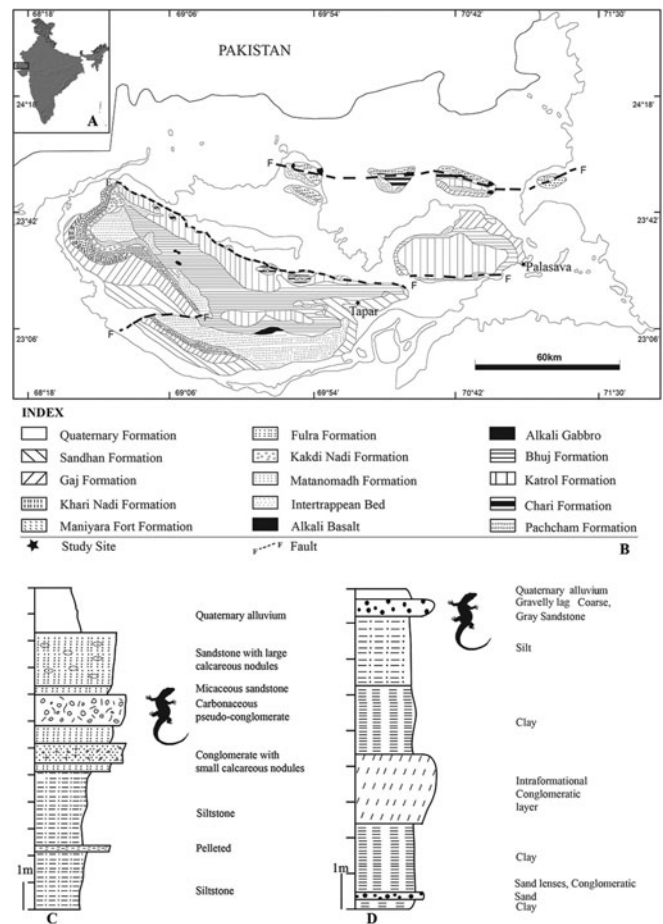 68°18'
69°06'
69°54'
70°42'
71°30'
PAKISTAN
24°18'
24°18'
A
F
F
F
23°42'
23°42'
F
F
Palasava
F
Tapar
F
23°06'
F
23°06'
60km
68°18'
69°06'
69°54'
70°42'
71°30'
INDEX
Quaternary Formation
Fulra Formation
Alkali Gabbro
Sandhan Formation
Kakdi Nadi Formation
Bhuj Formation
Gaj Formation
Matanomadh Formation
Katrol Formation
Khari Nadi Formation
Intertrappean Bed
Chari Formation
Maniyara Fort Formation
Alkali Basalt
Pachcham Formation
Study Site
F
F
Fault
B
Quaternary alluvium
Sandstone with large
calcareous nodules
Micaceous sandstone
Carbonaceous
pseudo-conglomerate
Conglomerate with
small calcareous nodules
Siltstone
Pelleted
1m
Siltstone
C
Quaternary alluvium
Gravelly lag Coarse,
Gray Sandstone
Silt
Clay
Intraformational
Conglomeratic
layer
Clay
1m
Sand lenses, Conglomeratic
Sand
Clay
D